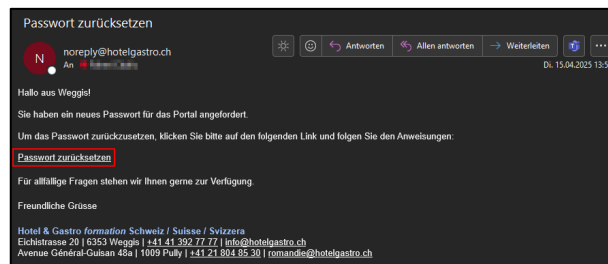 Passwort zurücksetzen
N
noreply@hotelgastro.ch
An
Antworten
Allen antworten
Weiterleiten
Di. 15.04.2025 13:5
Hallo aus Weggis!
Sie haben ein neues Passwort für das Portal angefordert.
Um das Passwort zurückzusetzen, klicken Sie bitte auf den folgenden Link und folgen Sie den Anweisungen:
Passwort zurücksetzen
Für allfällige Fragen stehen wir Ihnen gerne zur Verfügung.
Freundliche Grüsse
Hotel & Gastro formation Schweiz / Suisse / Svizzera
Eichistrasse 20 | 6353 Weggis | +41 41 392 77 77 | info@hotelgastro.ch
Avenue Général-Guisan 48a | 1009 Pully | +41 21 804 85 30 | romandie@hotelgastro.ch